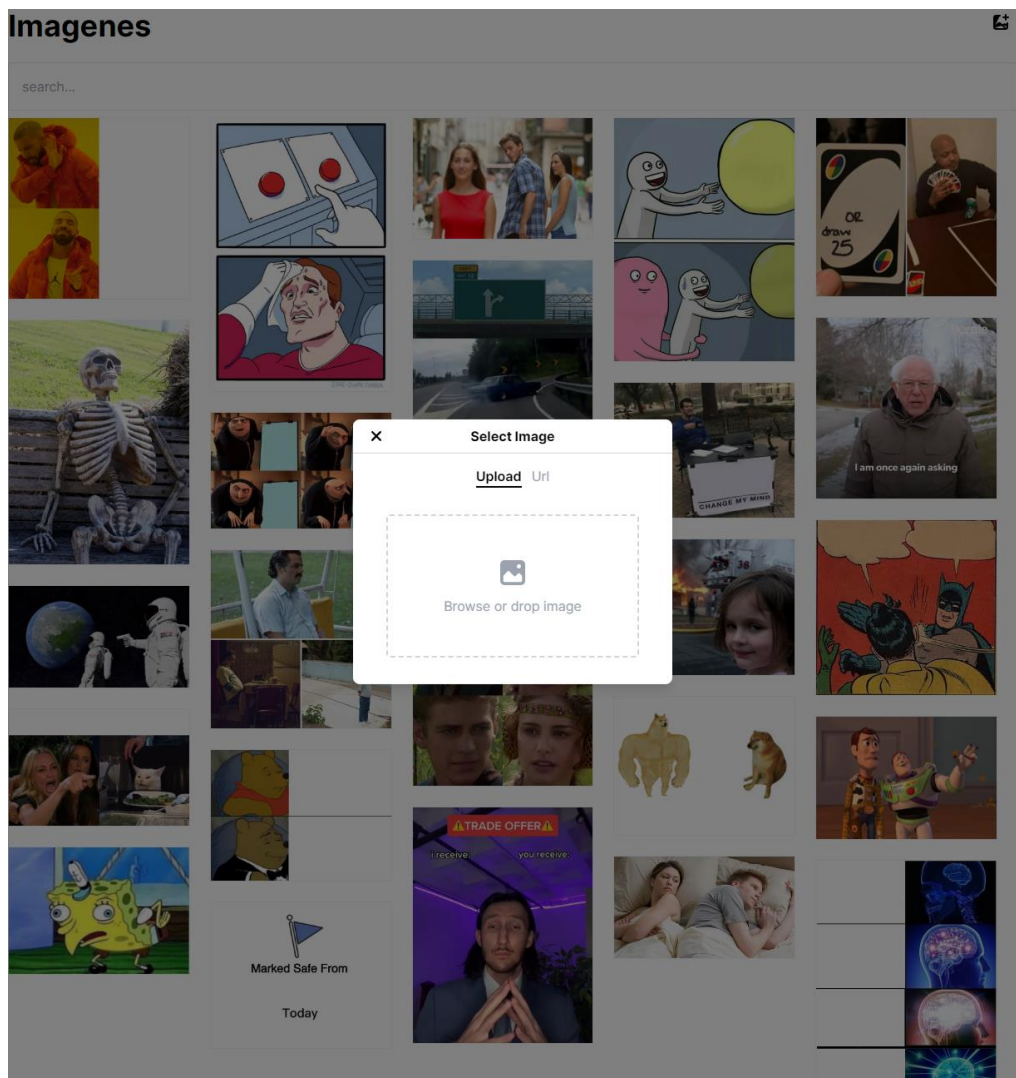 Imagenes
search...
OR
draw
25
I am once again asking
Select Image
Upload Url
Browse or drop image
CHANGE MY MIND
38
TRADE OFFER
i receive:
you receive:
Marked Safe From
Today